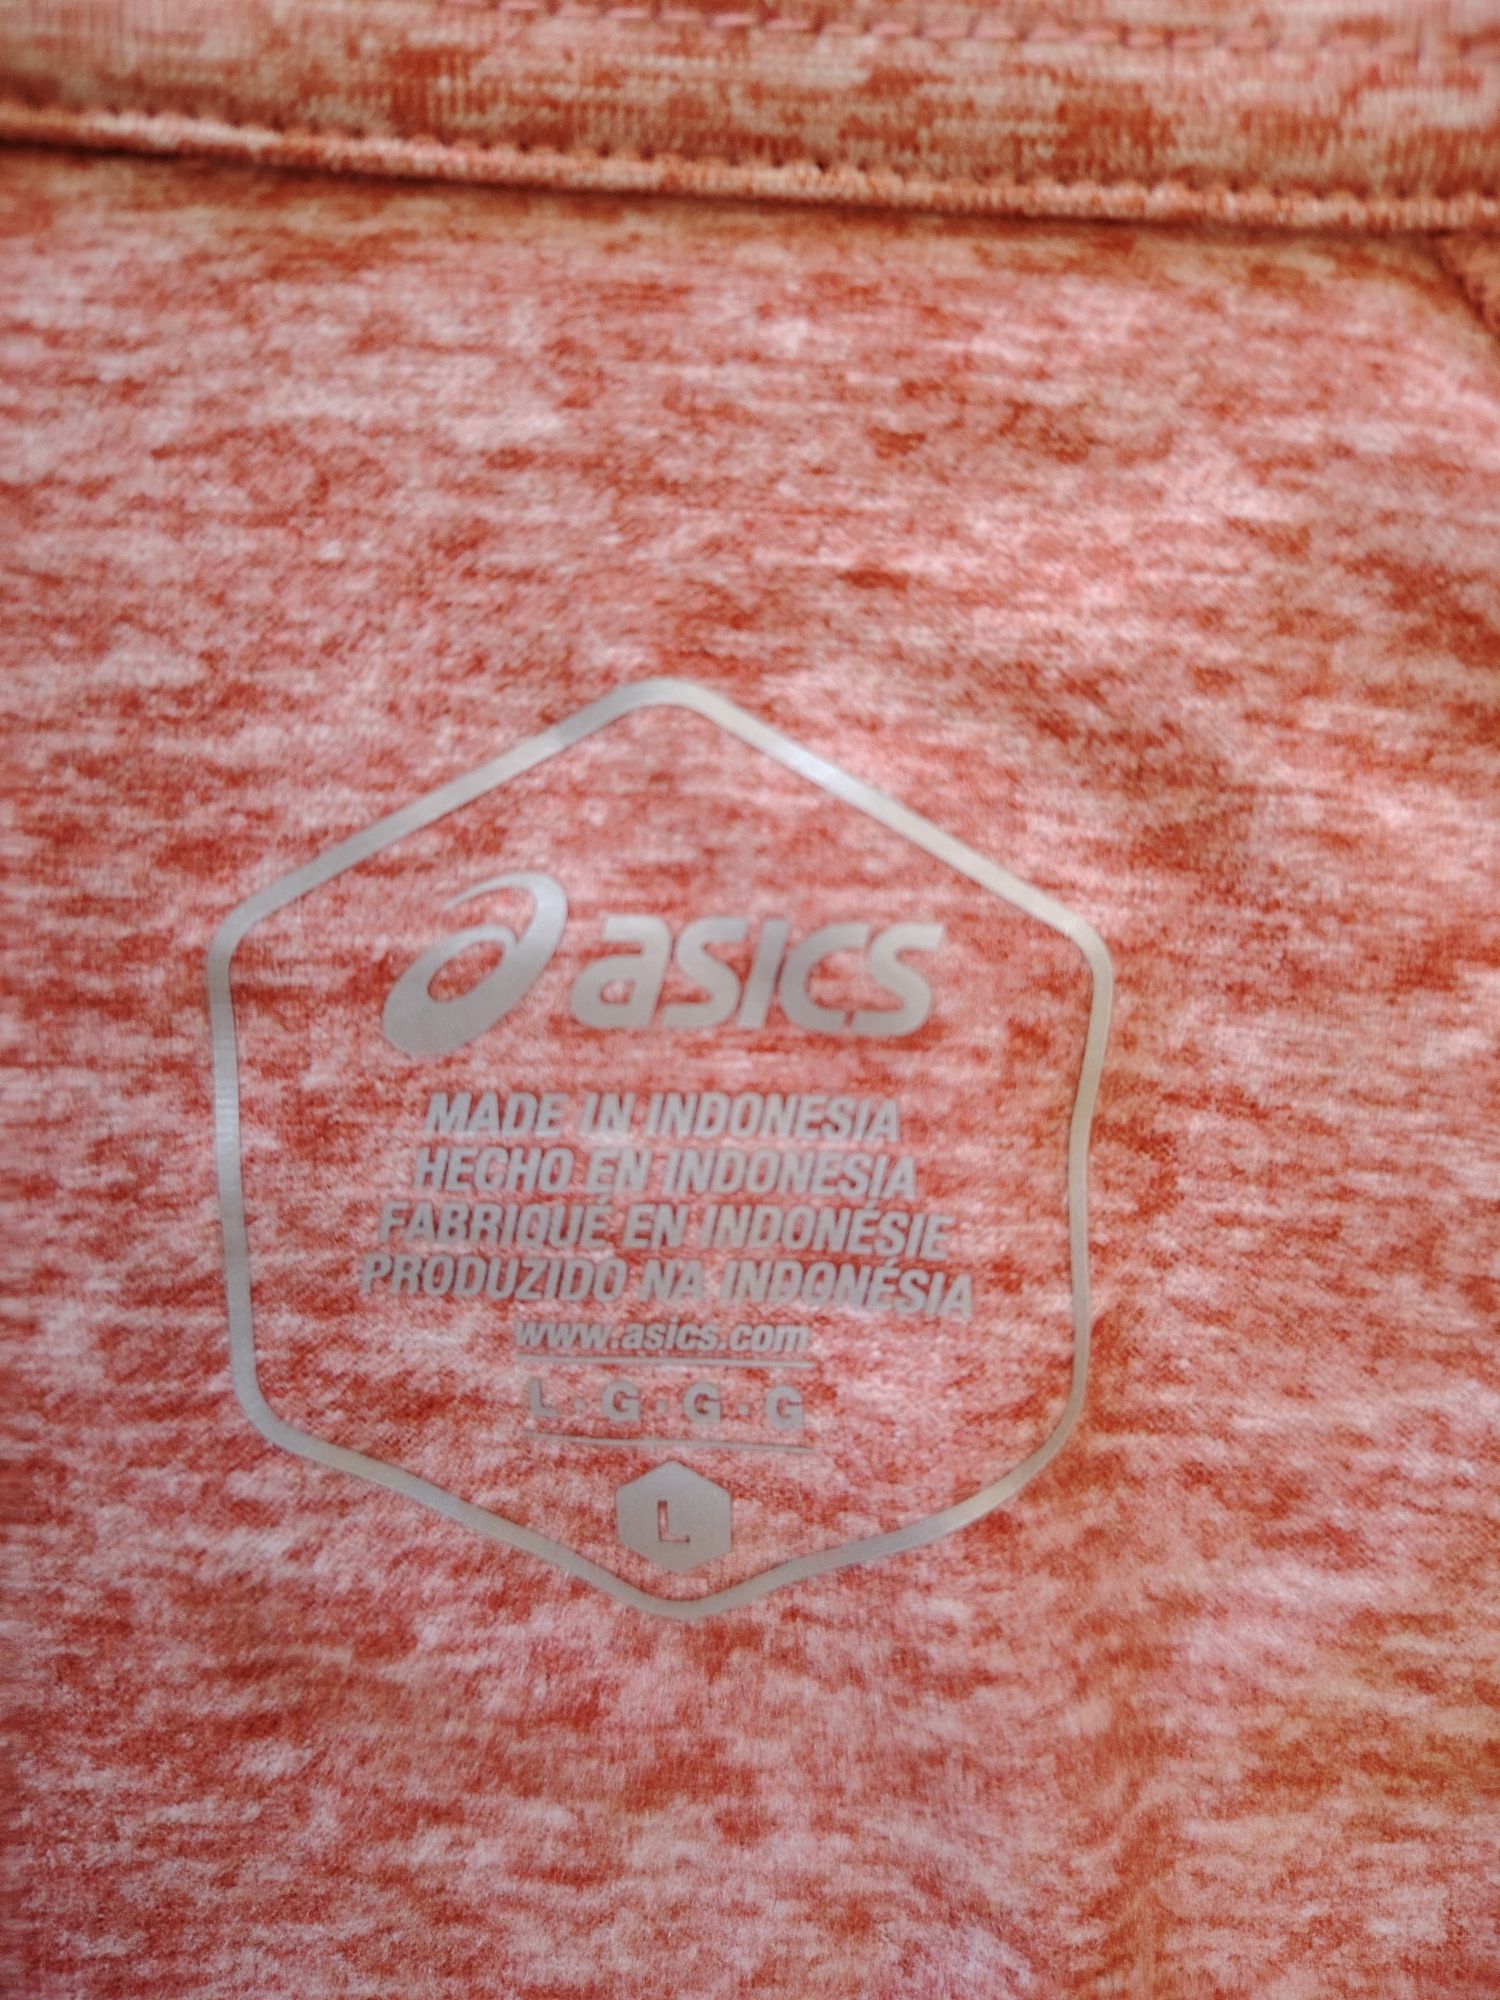 asics
MADE IN INDONESIA
HECHO EN INDONESIA
FABRIQUÉ EN INDONÉSIE
PRODUZIDO NA INDONÉSIA
www.asics.com
L · G · G · G
L